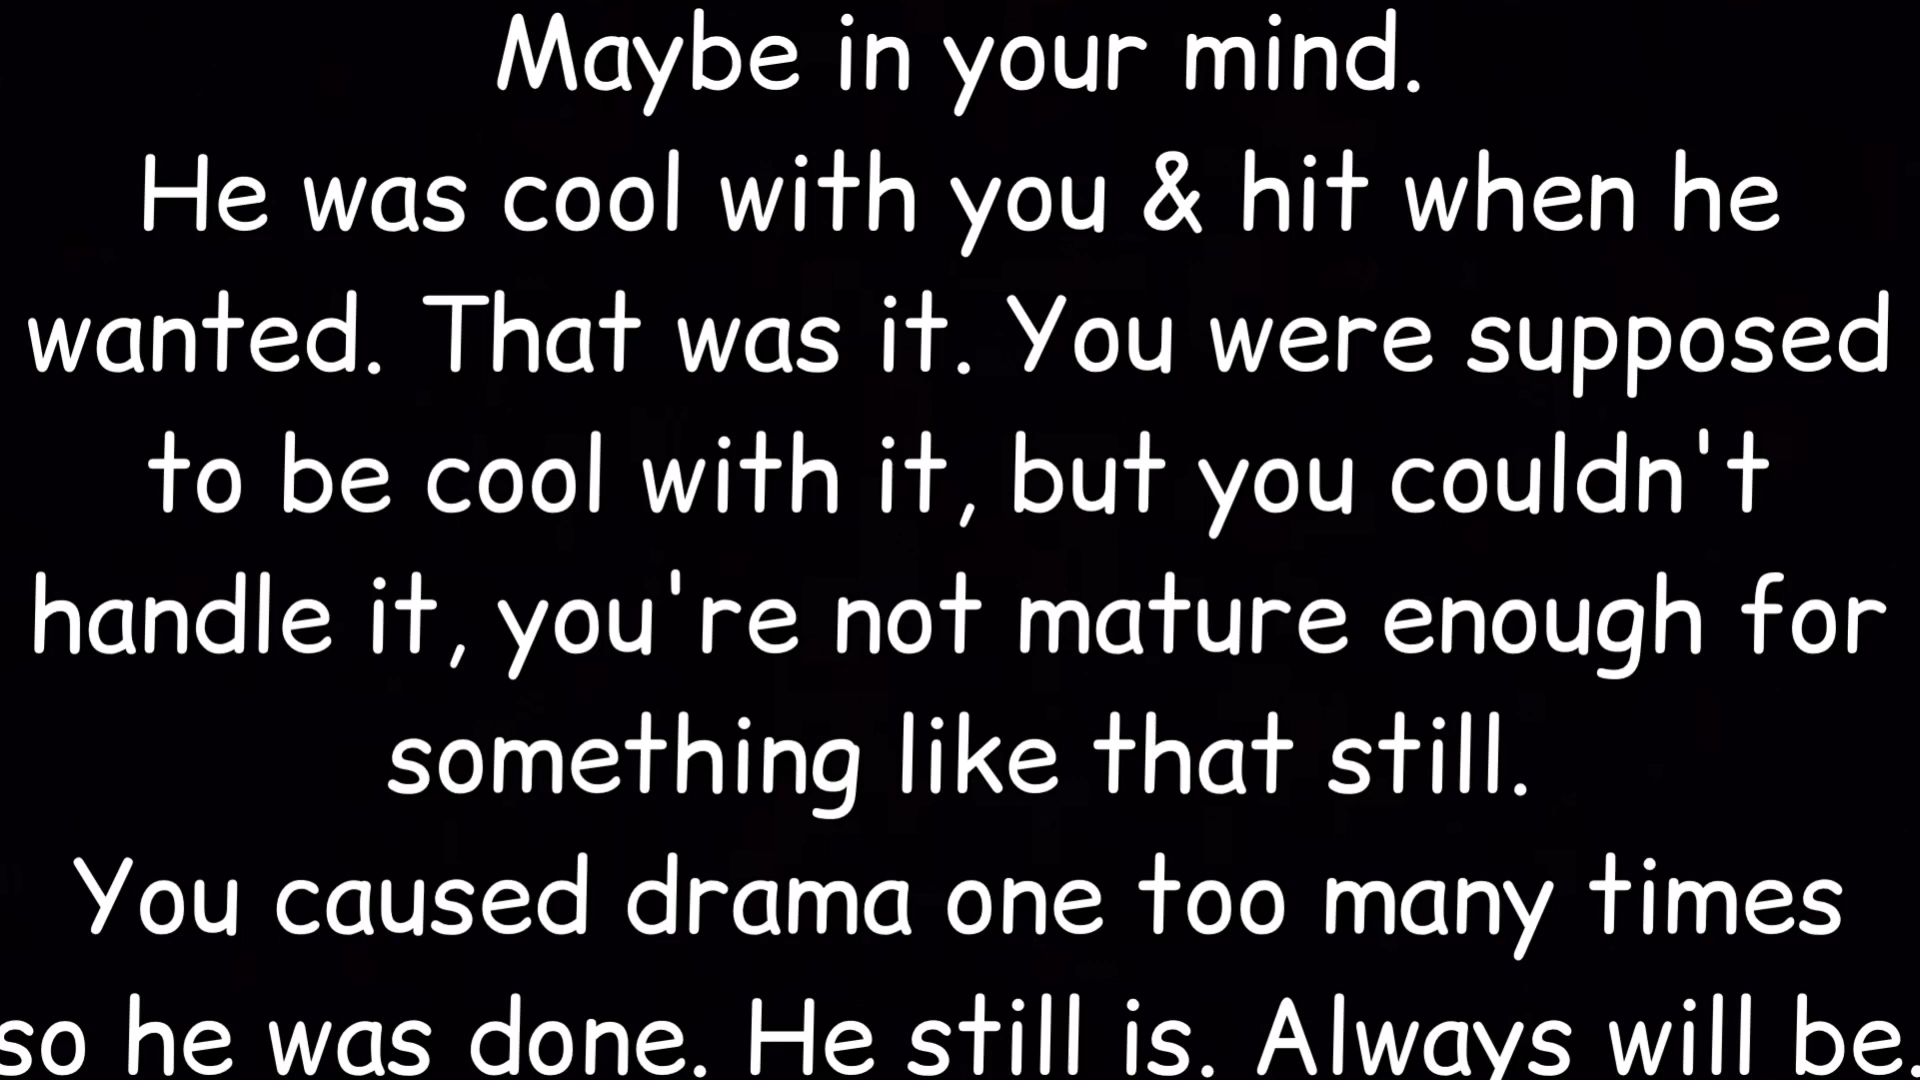 Maybe in your mind.
He was cool with you & hit when he
wanted. That was it. You were supposed
to be cool with it, but you couldn't
handle it, you're not mature enough for
something like that still.
You caused drama one too many times
so he was done. He still is. Always will be.